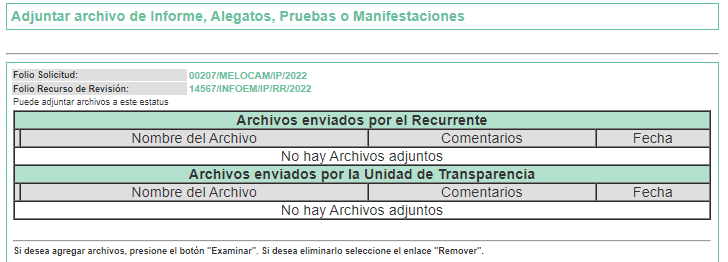 Adjuntar archivo de Informe, Alegatos, Pruebas o Manifestaciones
Folio Solicitud: 00207/MELOCAM/IP/2022
Folio Recurso de Revisión: 14567/INFOEM/IP/RR/2022
Puede adjuntar archivos a este estatus
Archivos enviados por el Recurrente
Nombre del Archivo Comentarios Fecha
No hay Archivos adjuntos
Archivos enviados por la Unidad de Transparencia
Nombre del Archivo Comentarios Fecha
No hay Archivos adjuntos
Si desea agregar archivos, presione el botón "Examinar". Si desea eliminarlo seleccione el enlace "Remover".